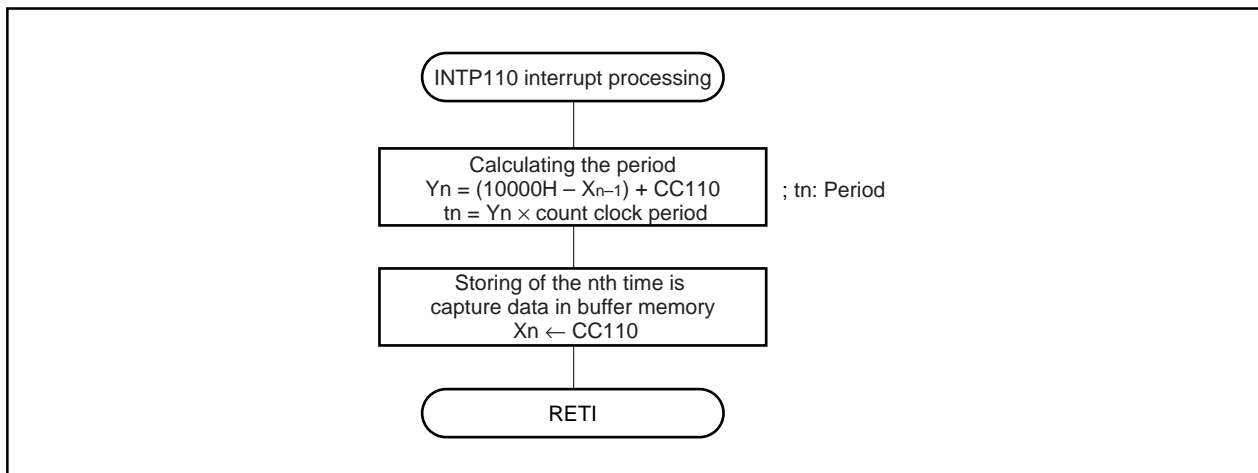 INTP110 interrupt processing
Calculating the period
Yn = (10000H – Xn–1) + CC110
tn = Yn × count clock period
; tn: Period
Storing of the nth time is
capture data in buffer memory
Xn ← CC110
RETI